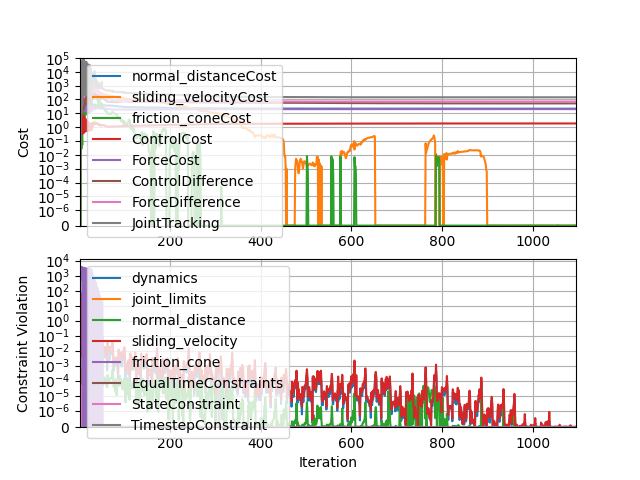 10^5
10^4
10^3
10^2
10^1
10^0
10^-1
10^-2
10^-3
10^-4
10^-5
10^-6
0
Cost
normal_distanceCost
sliding_velocityCost
friction_coneCost
ControlCost
ForceCost
ControlDifference
ForceDifference
JointTracking
200 400 600 800 1000
10^4
10^3
10^2
10^1
10^0
10^-1
10^-2
10^-3
10^-4
10^-5
10^-6
0
Constraint Violation
dynamics
joint_limits
normal_distance
sliding_velocity
friction_cone
EqualTimeConstraints
StateConstraint
TimestepConstraint
200 400 600 800 1000
Iteration